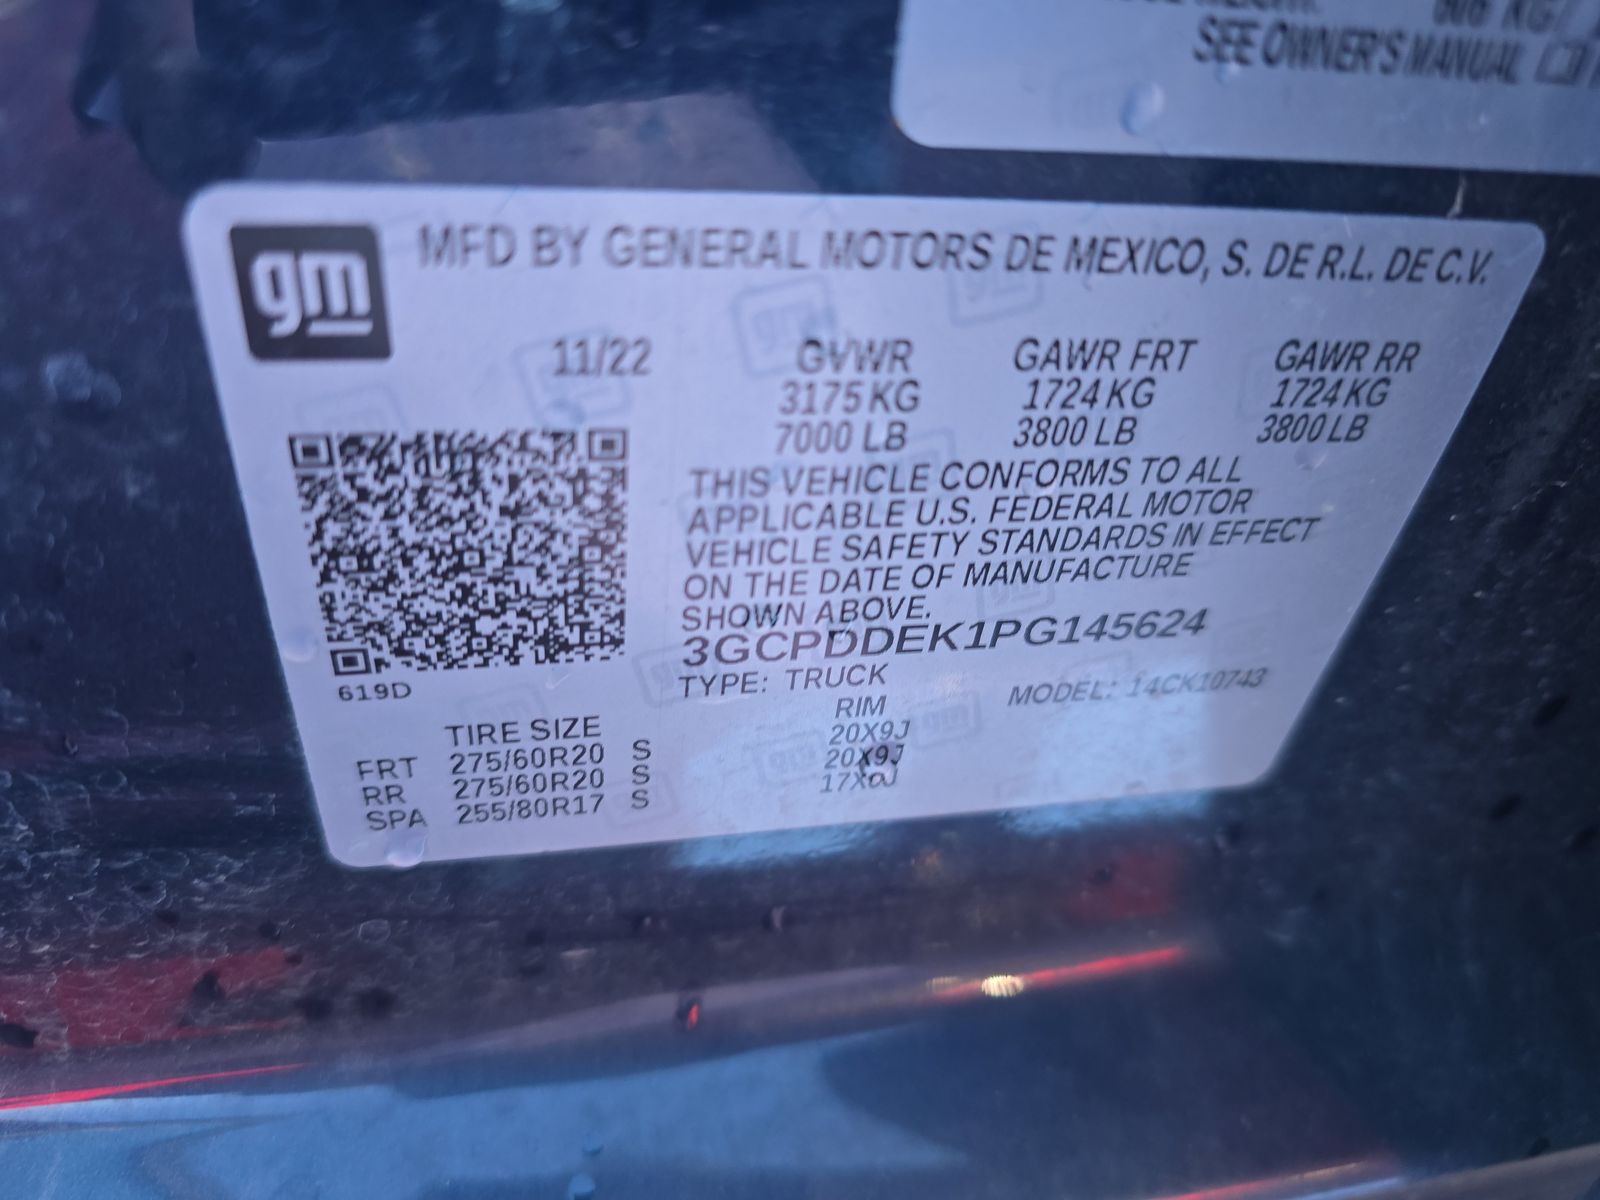 SEE OWNER'S MANUAL
gm
MFD BY GENERAL MOTORS DE MEXICO, S. DE R.L. DE C.V.
11/22 GVWR GAWR FRT GAWR RR
3175 KG 1724 KG 1724 KG
7000 LB 3800 LB 3800 LB
THIS VEHICLE CONFORMS TO ALL
APPLICABLE U.S. FEDERAL MOTOR
VEHICLE SAFETY STANDARDS IN EFFECT
ON THE DATE OF MANUFACTURE
SHOWN ABOVE.
3GCPDDEK1PG145624
619D
TYPE: TRUCK MODEL: 14CK10743
TIRE SIZE RIM
FRT 275/60R20 S 20X9J
RR 275/60R20 S 20X9J
SPA 255/80R17 S